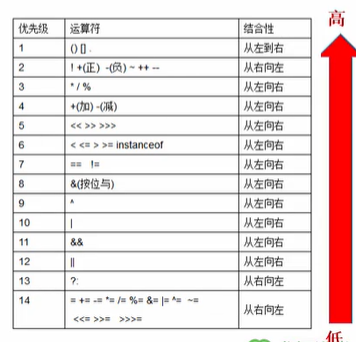 高
优先级 运算符 结合性
1 () [] . 从左到右
2 ! +(正) -(负) ~ ++ -- 从右向左
3 * / % 从左向右
4 +(加) -(减) 从左向右
5 << >> >>> 从左向右
6 < <= > >= instanceof 从左向右
7 == != 从左向右
8 &(按位与) 从左向右
9 ^ 从左向右
10 | 从左向右
11 && 从左向右
12 || 从左向右
13 ?: 从右向左
14 = += -= *= /= %= &= |= ^= ~= 从右向左
<<= >>= >>>=
低